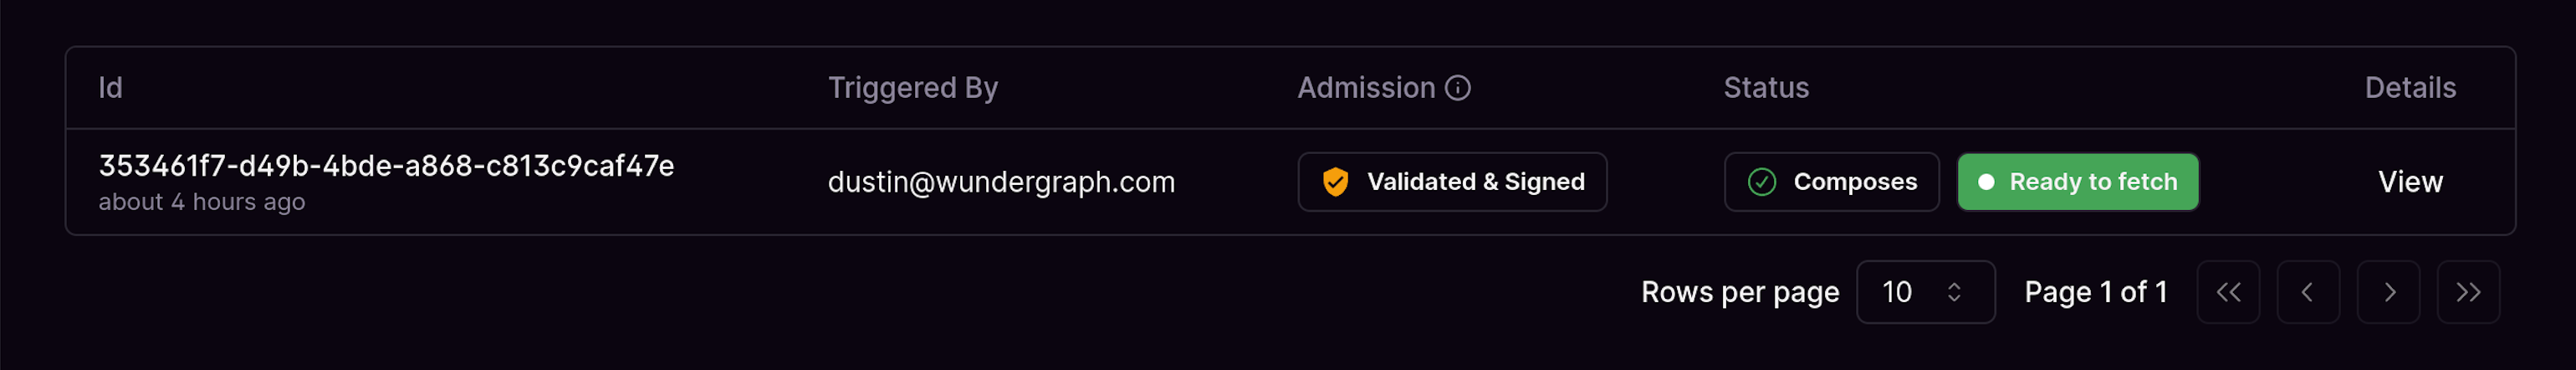 Id Triggered By Admission Status Details
353461f7-d49b-4bde-a868-c813c9caf47e dustin@wundergraph.com Validated & Signed Composes Ready to fetch View
about 4 hours ago
Rows per page 10 Page 1 of 1